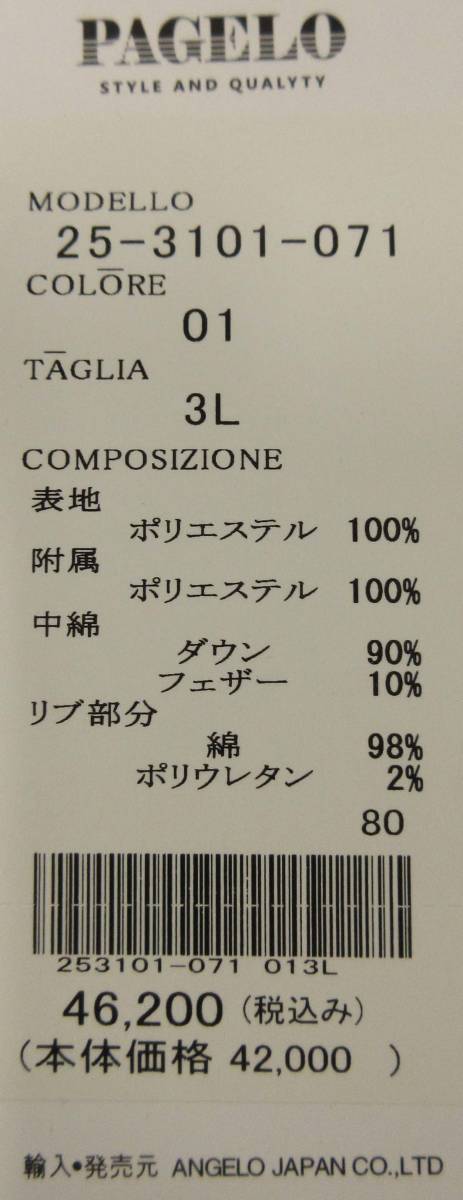 PAGELO
STYLE AND QUALYTY
MODELLO
25-3101-071
COLŌRE
01
TĀGLIA
3L
COMPOSIZIONE
表地
ポリエステル 100%
附属
ポリエステル 100%
中綿
ダウン 90%
フェザー 10%
リブ部分
綿 98%
ポリウレタン 2%
80
253101-071 013L
46,200 (税込み)
(本体価格 42,000 )
輸入•発売元 ANGELO JAPAN CO.,LTD